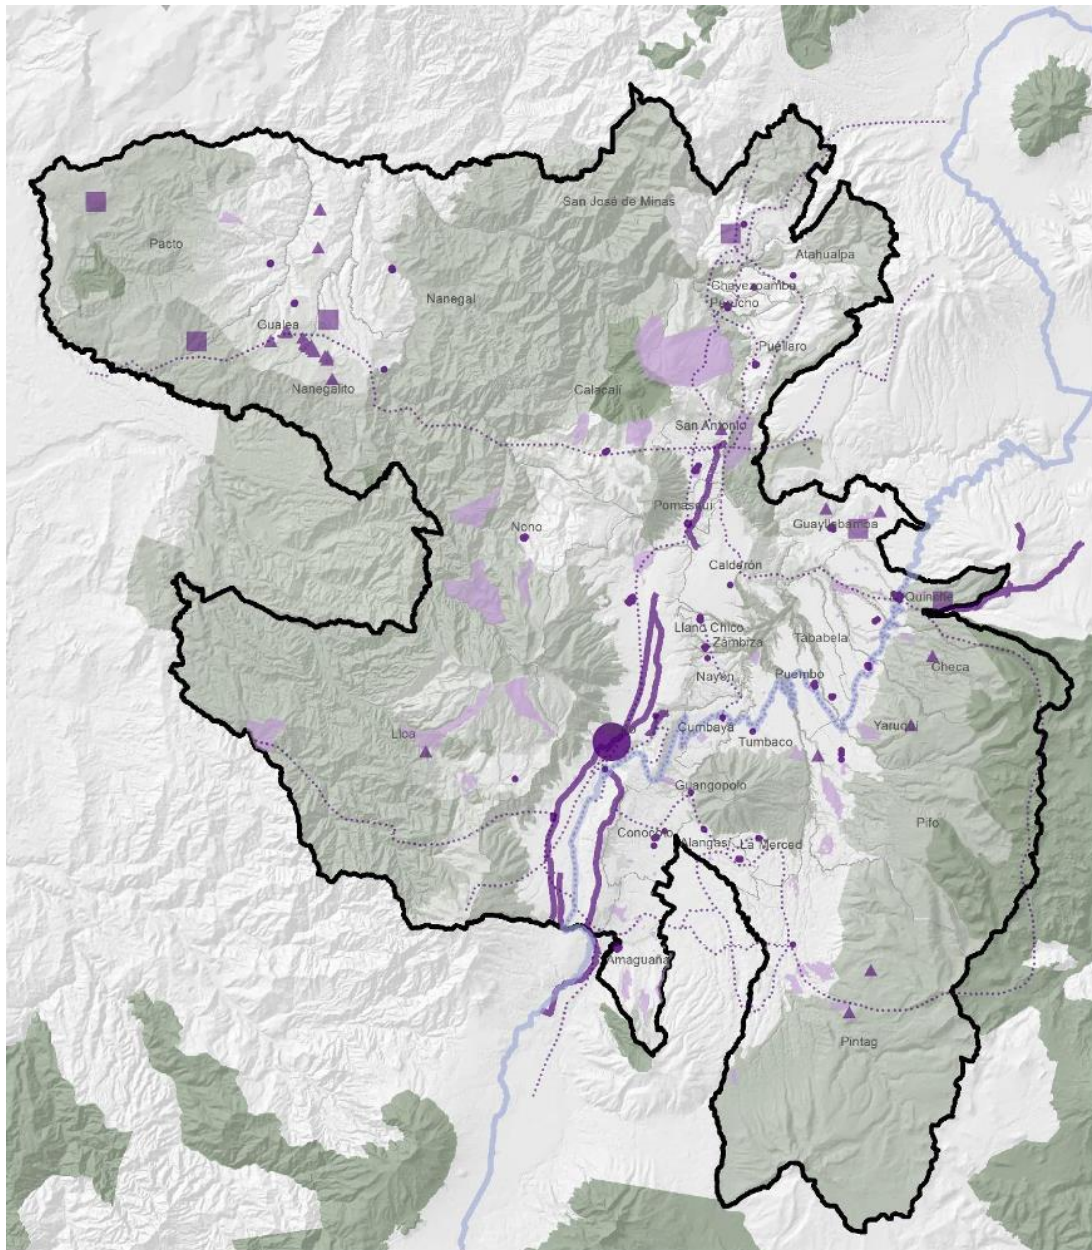 San José de Minas
Pacto
Atahualpa
Chavezpamba
Perucho
Nanegal
Gualea
Puéllaro
Nanegalito
Calacalí
San Antonio
Pomasqui
Guayllabamba
Nono
Calderón
El Quinche
Llano Chico
Zámbiza
Tababela
Checa
Nayón
Puembo
Lloa
Cumbayá
Yaruquí
Tumbaco
Guangopolo
Pifo
Conocoto
Alangasí
La Merced
Amaguaña
Pintag